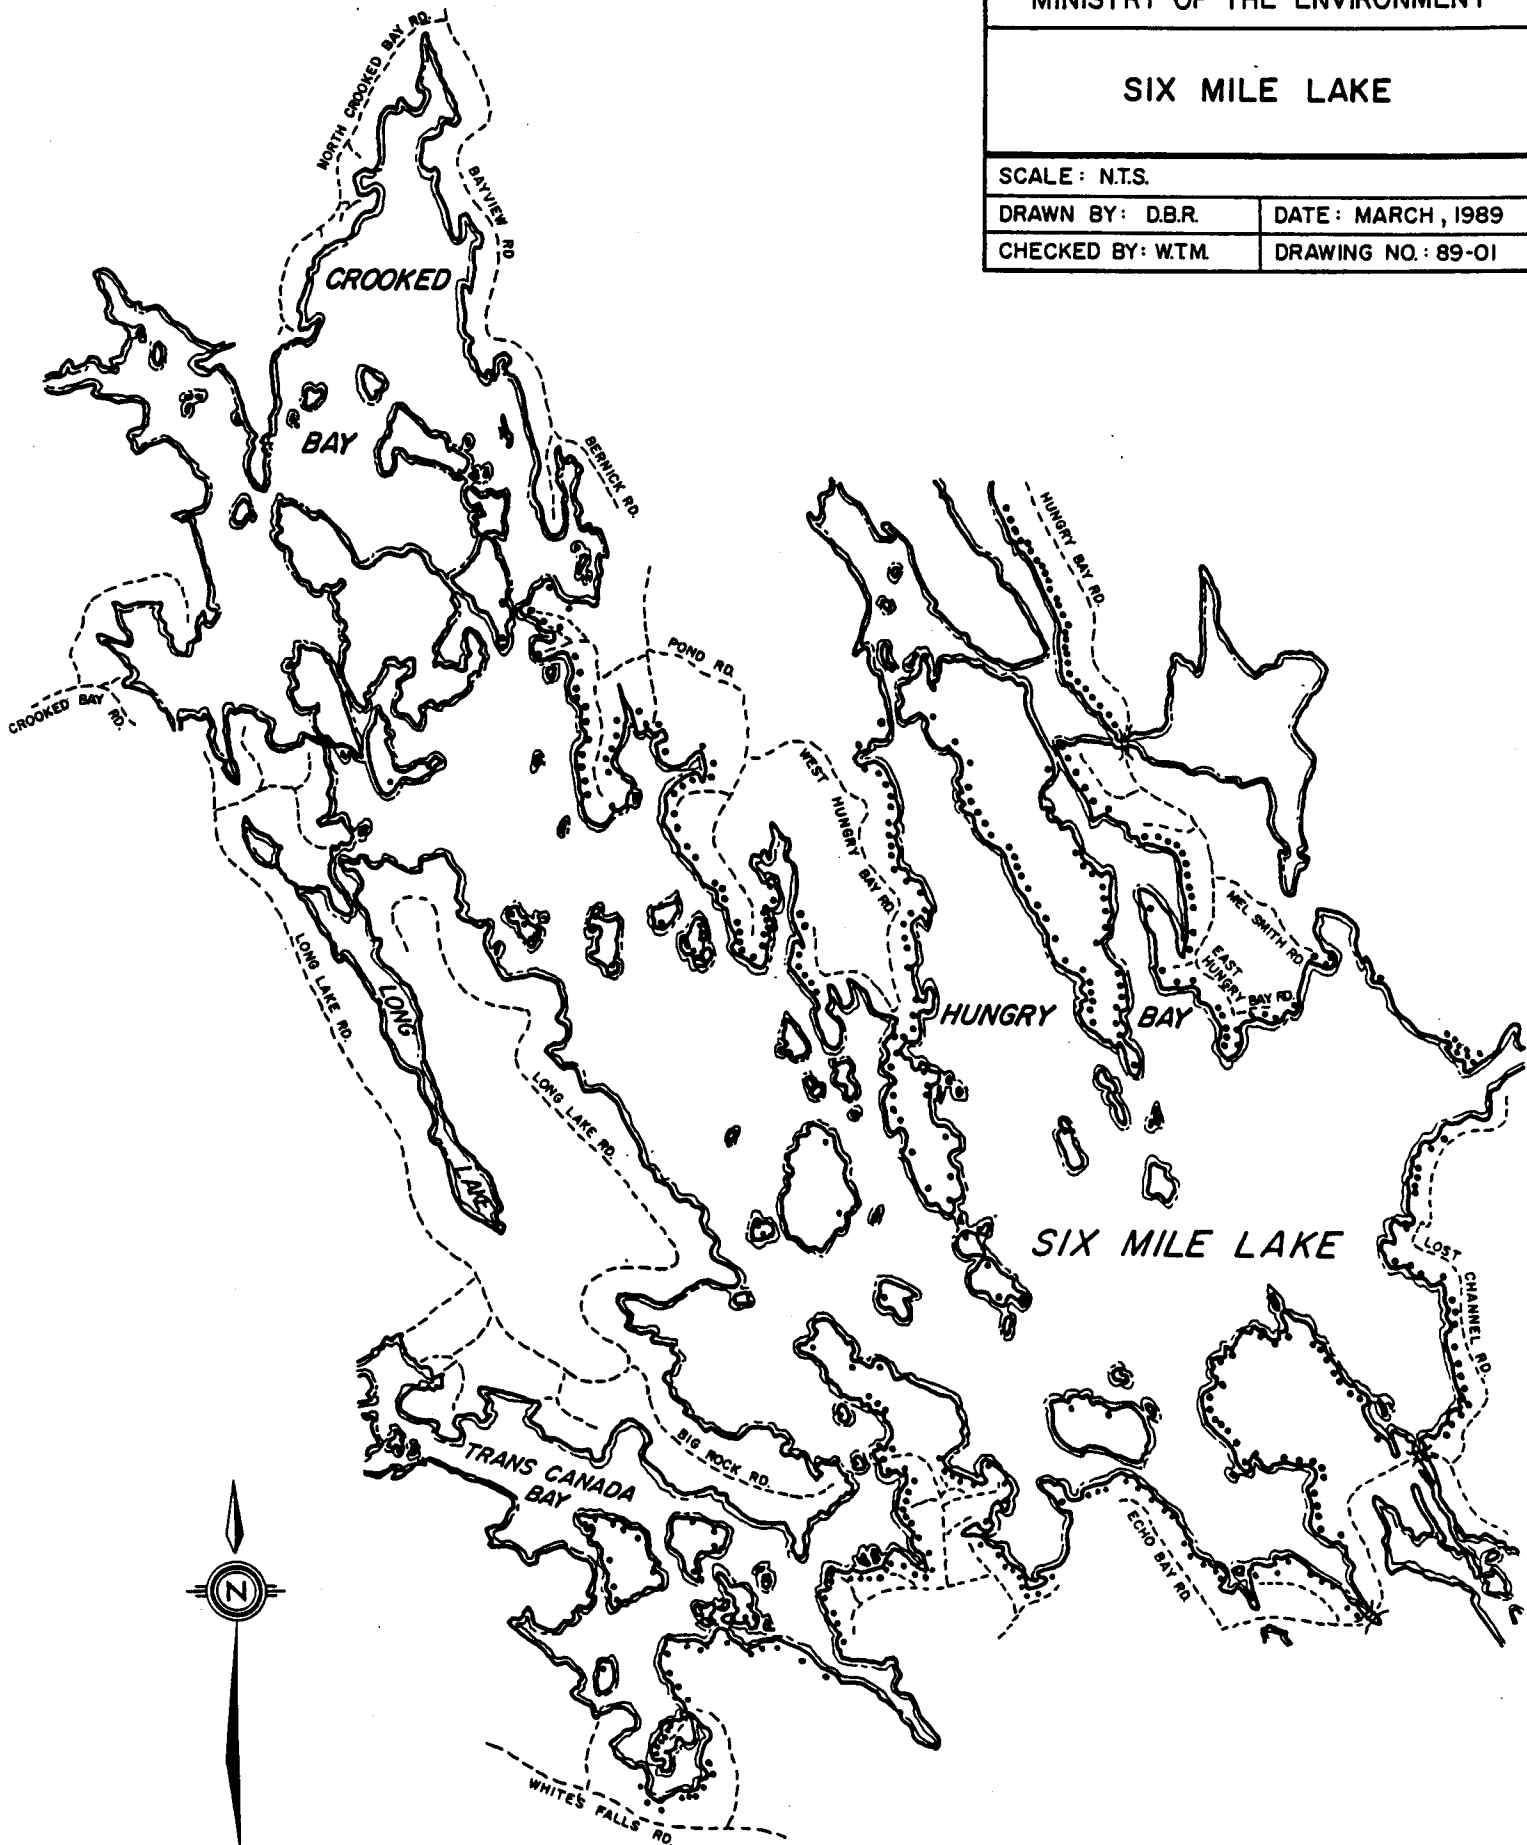 MINISTRY OF THE ENVIRONMENT
SIX MILE LAKE
SCALE: N.T.S.
DRAWN BY: D.B.R.
DATE: MARCH, 1989
CHECKED BY: W.T.M.
DRAWING NO.: 89-01
NORTH CROOKED BAY RD.
BAYVIEW RD
CROOKED
BAY
BERNICK RD.
HUNGRY BAY RD.
POND RD.
CROOKED BAY RD.
WEST HUNGRY BAY RD.
MEL SMITH RD.
EAST
HUNGRY BAY RD.
LONG LAKE RD.
LONG
LAKE
HUNGRY BAY
LONG LAKE RD.
SIX MILE LAKE
LOST CHANNEL RD.
BIG ROCK RD.
TRANS CANADA
BAY
ECHO BAY RD.
N
WHITE'S FALLS RD.